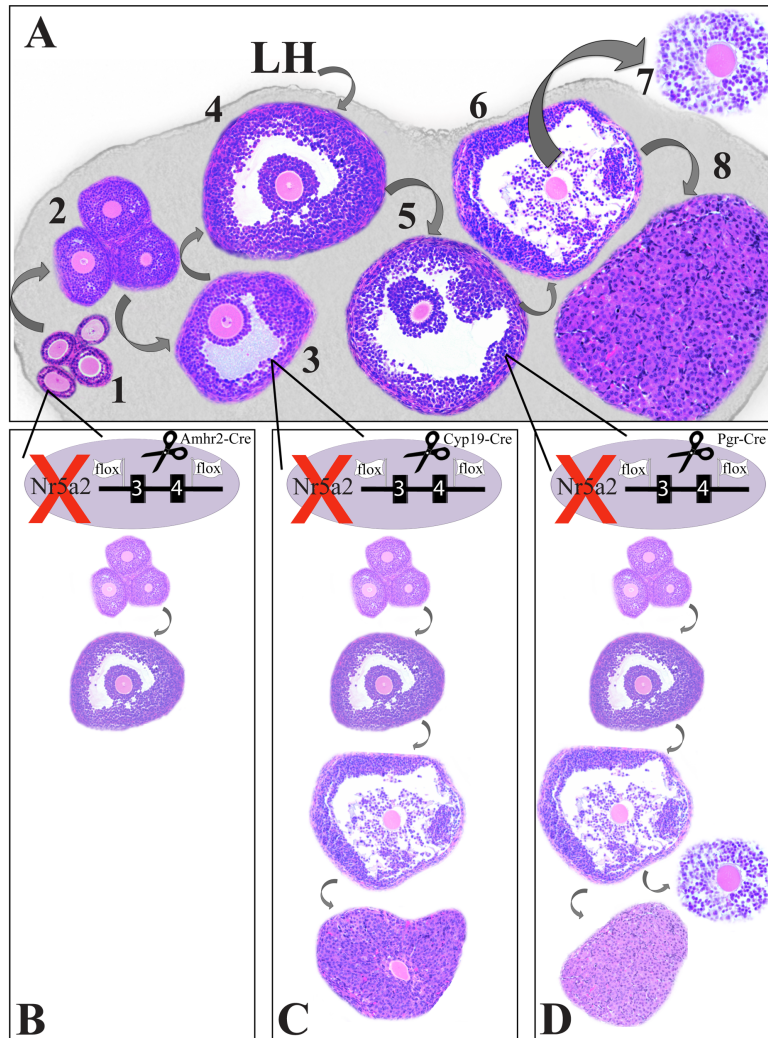 A
LH
7
4
6
8
2
5
3
1
Amhr2-Cre
flox
flox
Nr5a2
3
4
Cyp19-Cre
flox
flox
Nr5a2
3
4
Pgr-Cre
flox
flox
Nr5a2
3
4
B
C
D